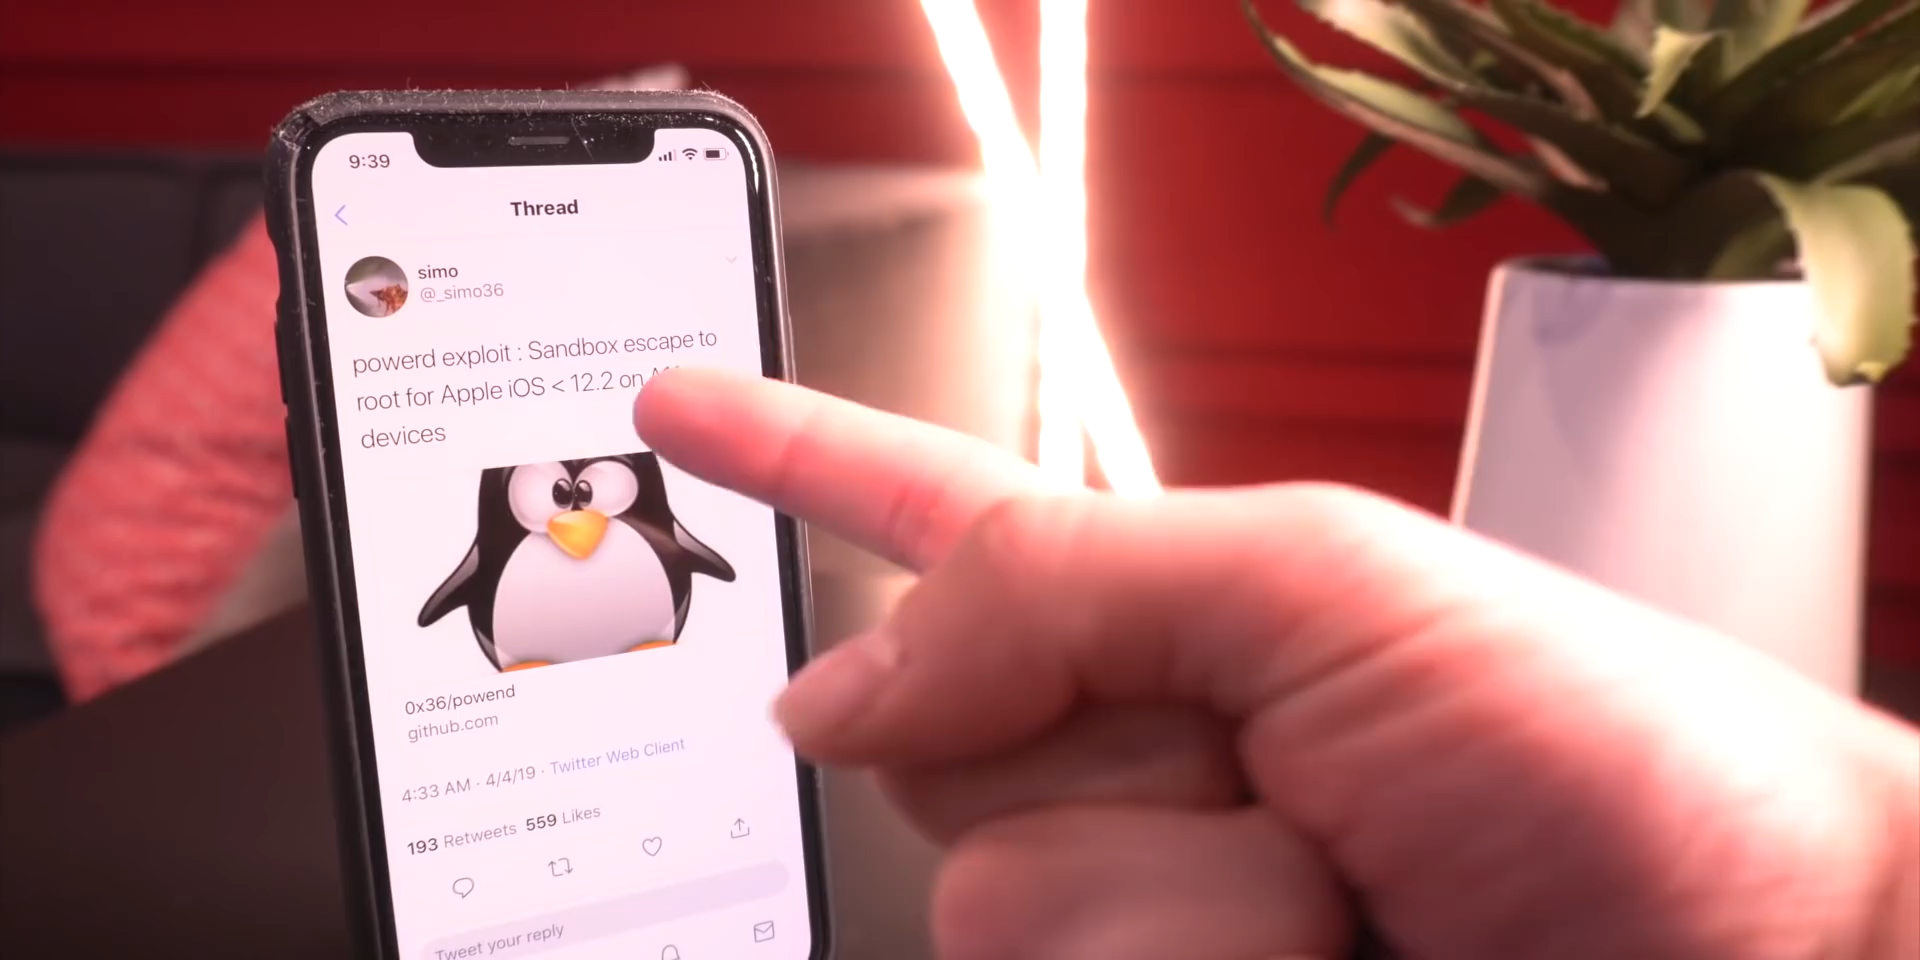 9:39
Thread
simo
@_simo36
powerd exploit : Sandbox escape to
root for Apple iOS < 12.2 on
devices
0x36/powend
github.com
4:33 AM · 4/4/19 · Twitter Web Client
193 Retweets 559 Likes
Tweet your reply